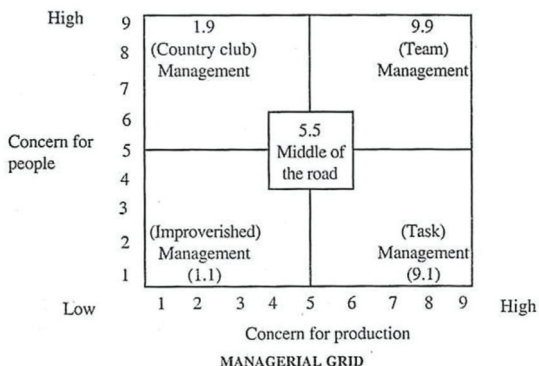 High
9
8
7
6
5
4
3
2
1
Concern for
people
1.9
(Country club)
Management
9.9
(Team)
Management
5.5
Middle of
the road
(Improverished)
Management
(1.1)
(Task)
Management
(9.1)
Low
1 2 3 4 5 6 7 8 9
High
Concern for production
MANAGERIAL GRID